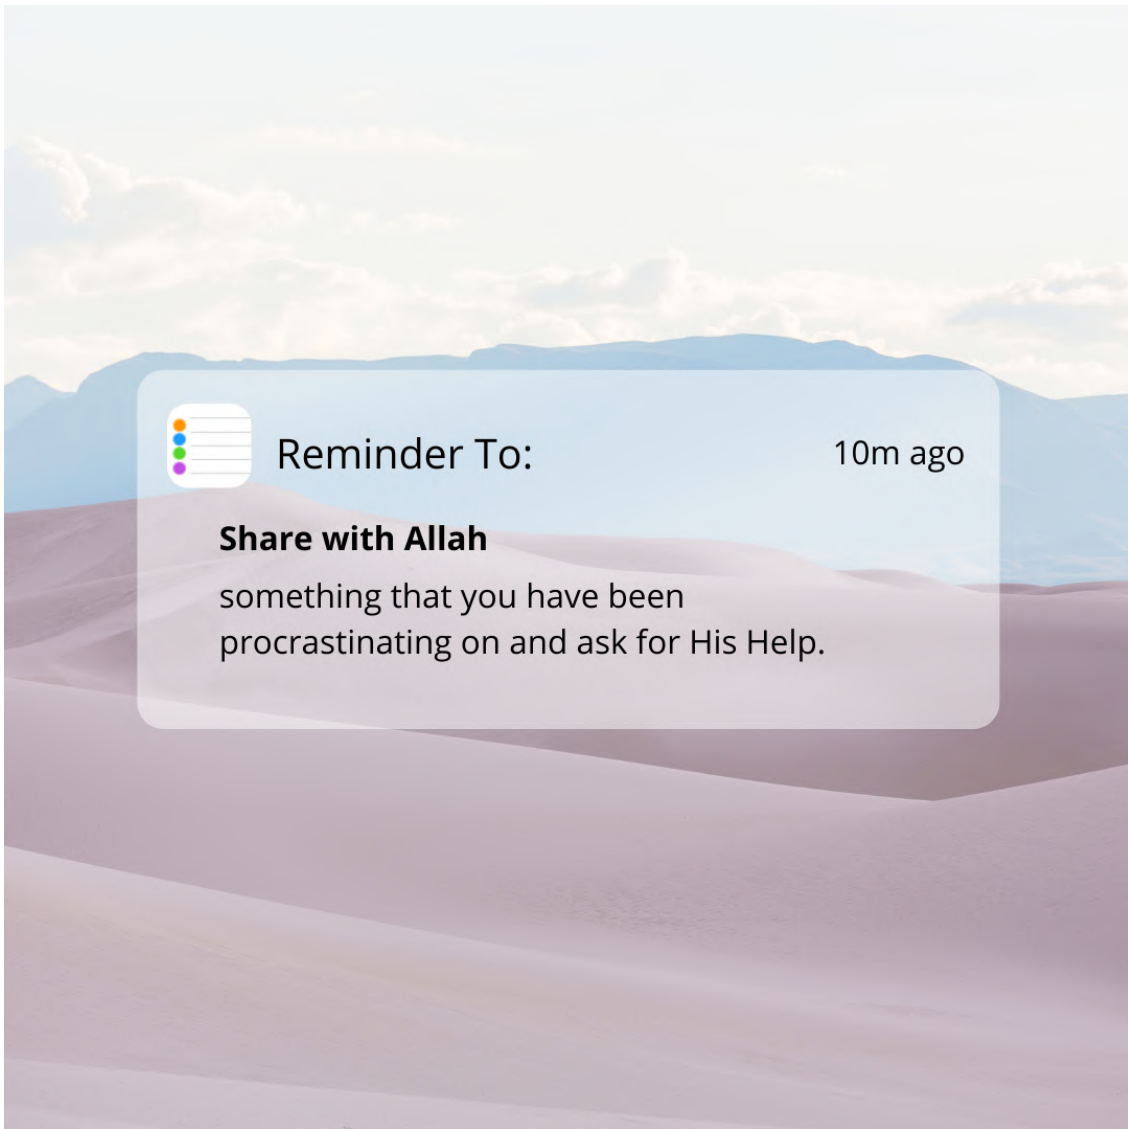 Reminder To:
10m ago
Share with Allah
something that you have been
procrastinating on and ask for His Help.